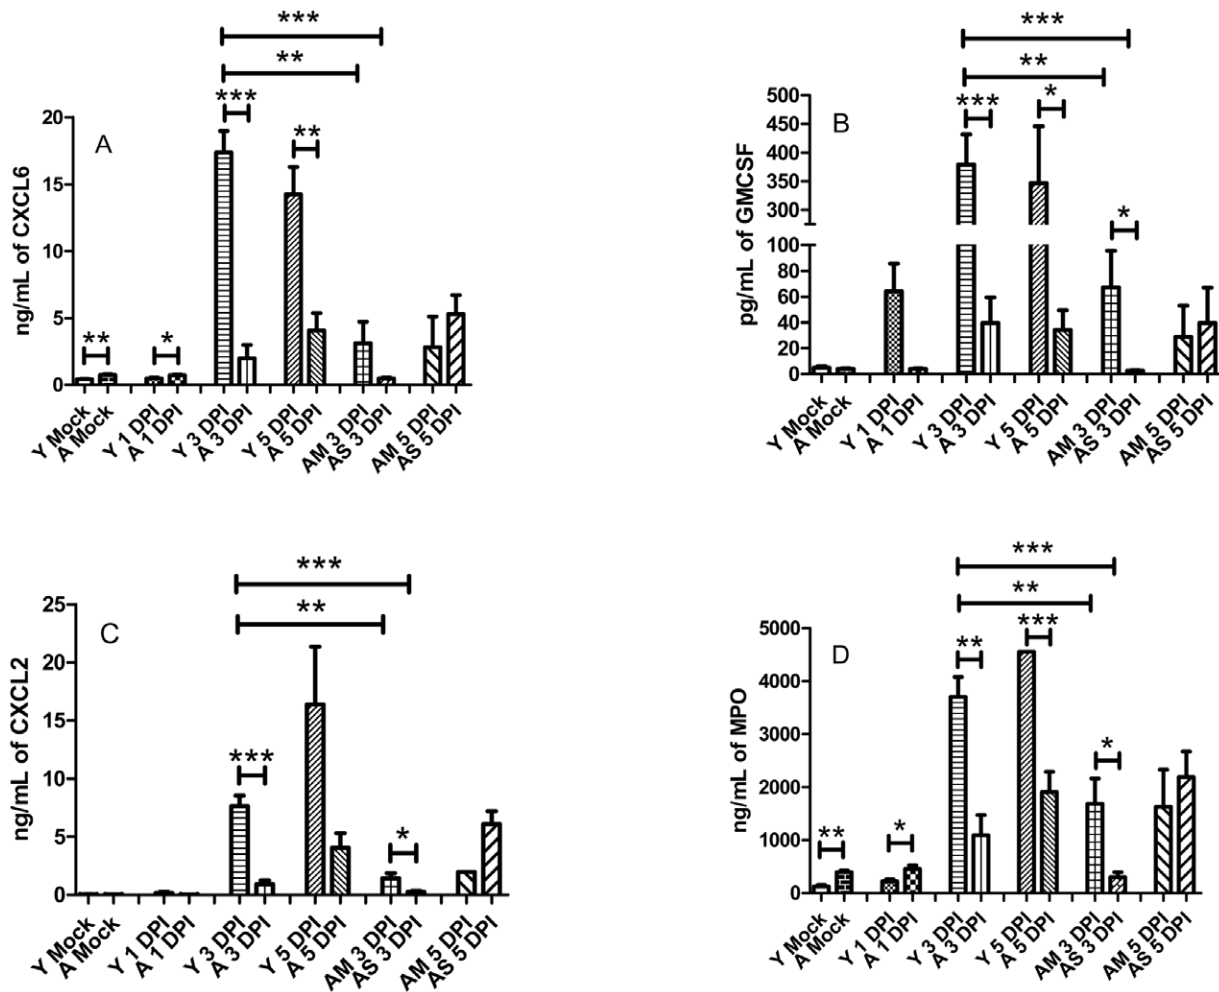 ***
**
***
**
**
*
A
20
15
10
5
0
ng/mL of CXCL6
Y Mock
A Mock
Y 1 DPI
A 1 DPI
Y 3 DPI
A 3 DPI
Y 5 DPI
A 5 DPI
AM 3 DPI
AS 3 DPI
AM 5 DPI
AS 5 DPI
***
**
***
*
*
B
500
450
400
350
300
100
80
60
40
20
0
pg/mL of GMCSF
Y Mock
A Mock
Y 1 DPI
A 1 DPI
Y 3 DPI
A 3 DPI
Y 5 DPI
A 5 DPI
AM 3 DPI
AS 3 DPI
AM 5 DPI
AS 5 DPI
***
**
***
*
C
25
20
15
10
5
0
ng/mL of CXCL2
Y Mock
A Mock
Y 1 DPI
A 1 DPI
Y 3 DPI
A 3 DPI
Y 5 DPI
A 5 DPI
AM 3 DPI
AS 3 DPI
AM 5 DPI
AS 5 DPI
***
**
***
**
*
**
*
D
5000
4000
3000
2000
1000
0
ng/mL of MPO
Y Mock
A Mock
Y 1 DPI
A 1 DPI
Y 3 DPI
A 3 DPI
Y 5 DPI
A 5 DPI
AM 3 DPI
AS 3 DPI
AM 5 DPI
AS 5 DPI